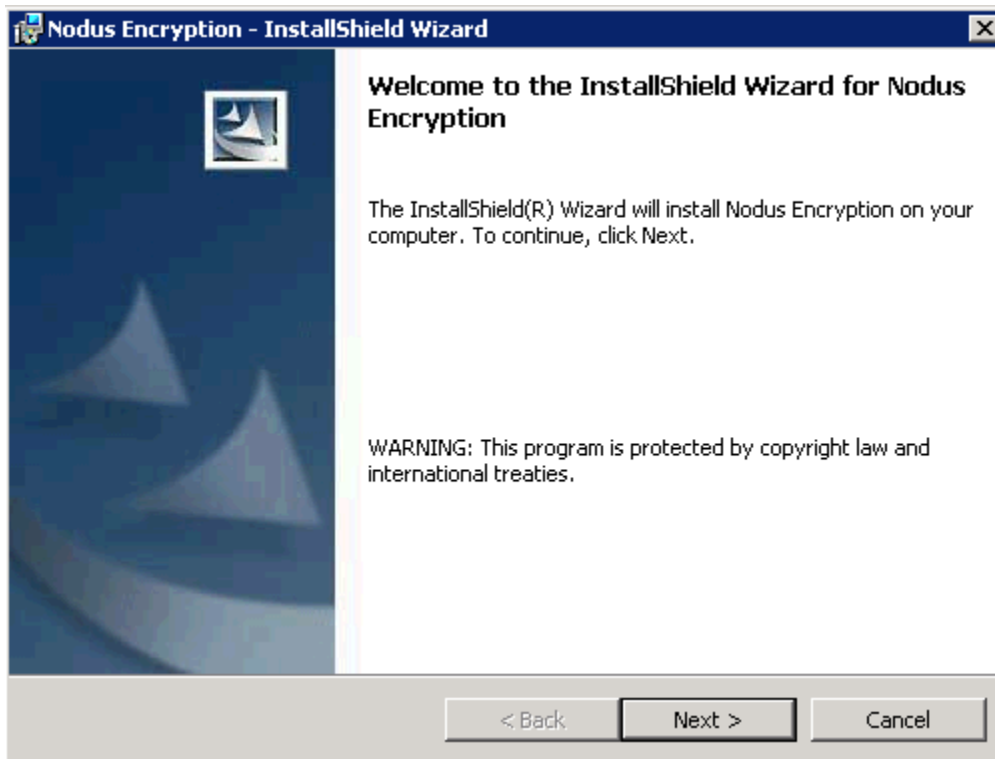 Nodus Encryption - InstallShield Wizard
Welcome to the InstallShield Wizard for Nodus
Encryption
The InstallShield(R) Wizard will install Nodus Encryption on your
computer. To continue, click Next.
WARNING: This program is protected by copyright law and
international treaties.
< Back
Next >
Cancel